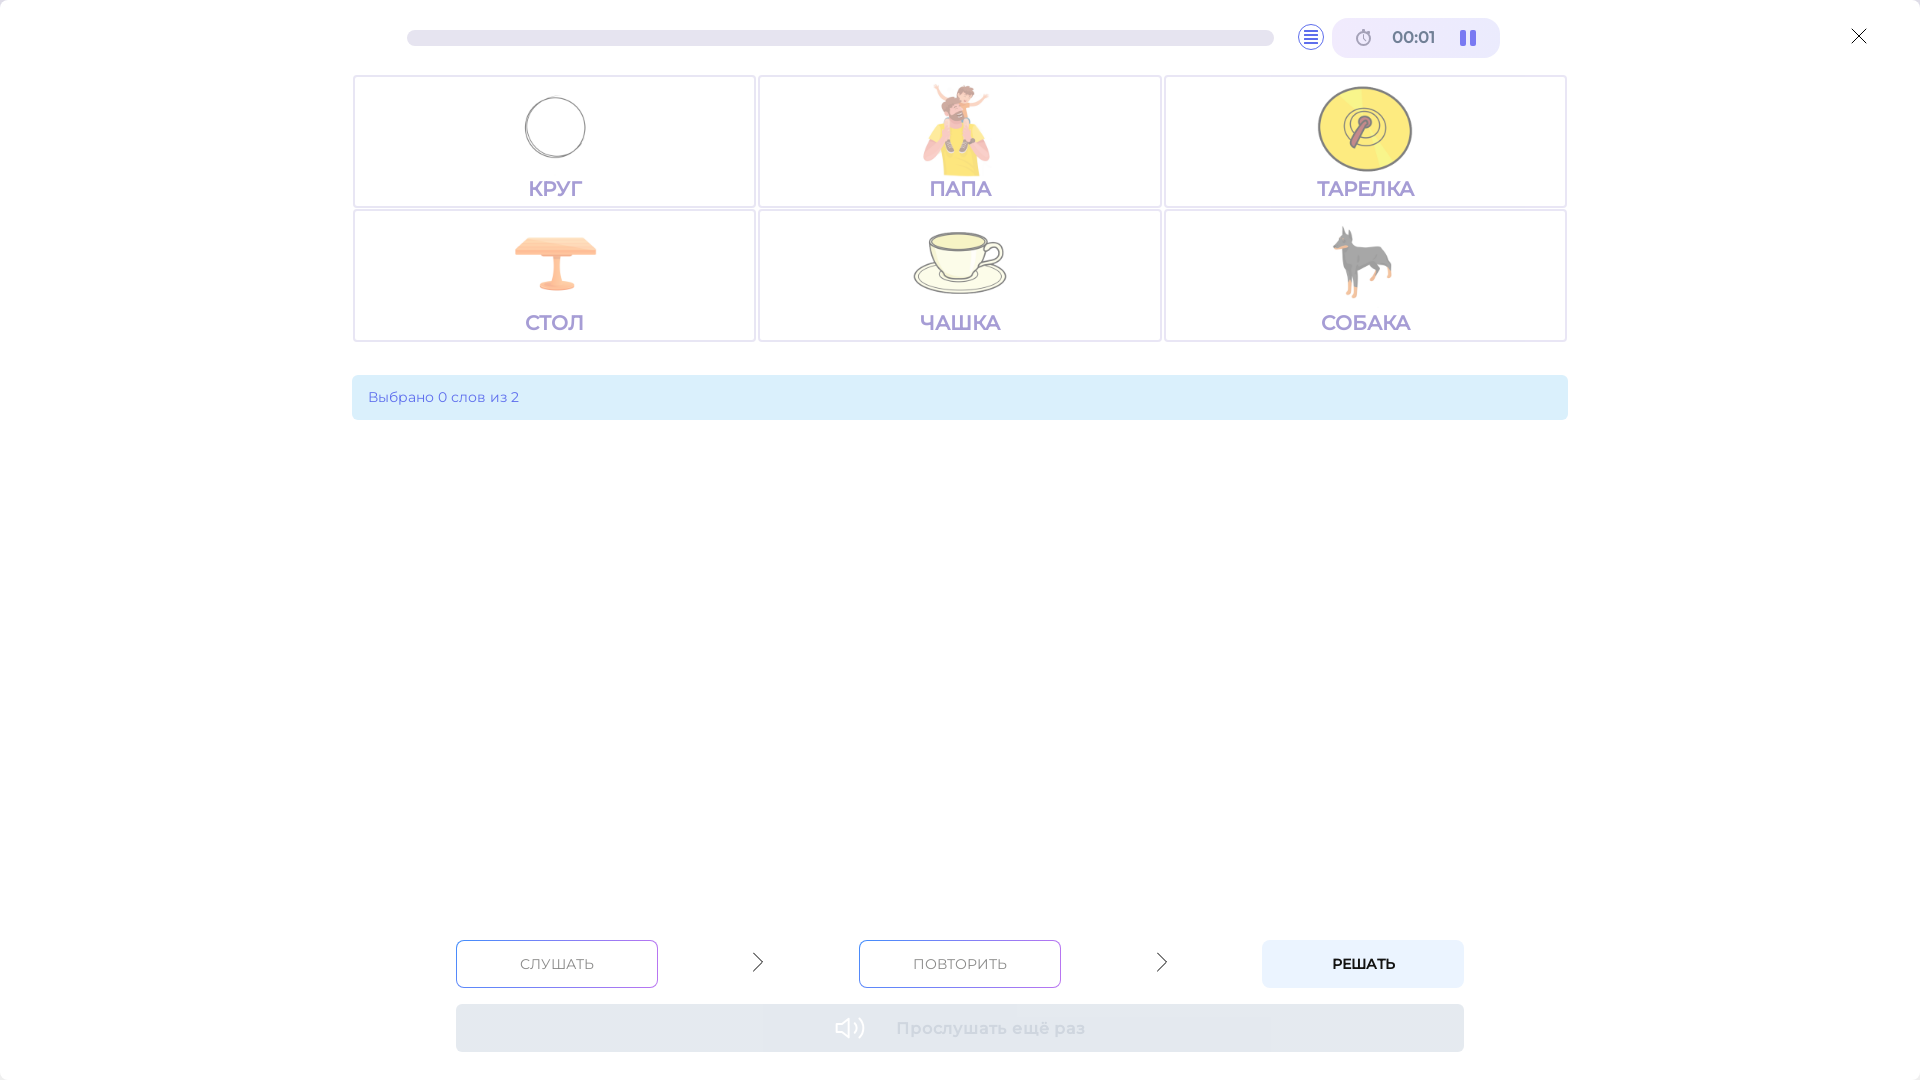 00:01
КРУГ
ПАПА
ТАРЕЛКА
СТОЛ
ЧАШКА
СОБАКА
Выбрано 0 слов из 2
СЛУШАТЬ
ПОВТОРИТЬ
РЕШАТЬ
Прослушать ещё раз